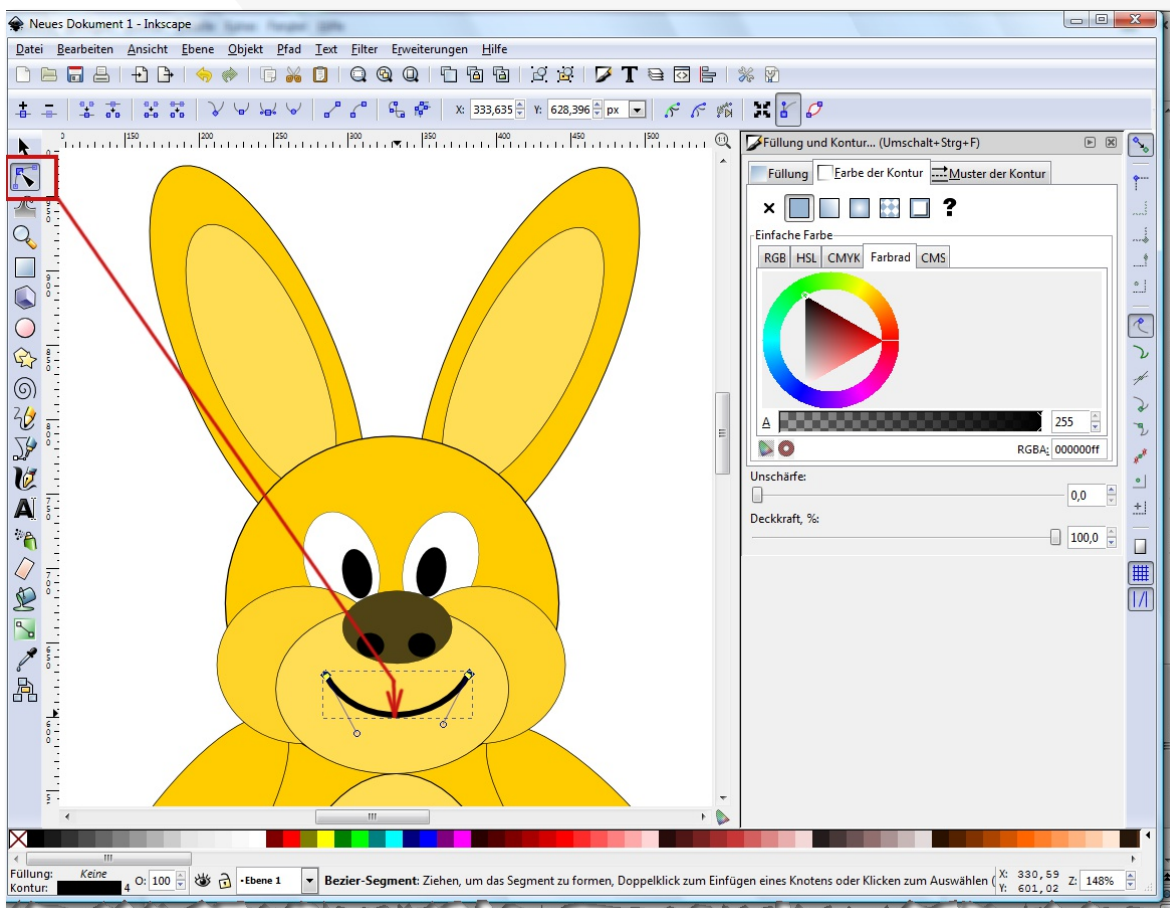 Neues Dokument 1 - Inkscape
Datei Bearbeiten Ansicht Ebene Objekt Pfad Text Filter Erweiterungen Hilfe
X: 333,635 Y: 628,396 px
Füllung und Kontur... (Umschalt+Strg+F)
Füllung Farbe der Kontur Muster der Kontur
Einfache Farbe
RGB HSL CMYK Farbrad CMS
A 255
RGBA: 000000ff
Unschärfe:
0,0
Deckkraft, %:
100,0
Füllung: Keine
Kontur: 4 O: 100 •Ebene 1 Bezier-Segment: Ziehen, um das Segment zu formen, Doppelklick zum Einfügen eines Knotens oder Klicken zum Auswählen ( X: 330,59 Z: 148%
Y: 601,02